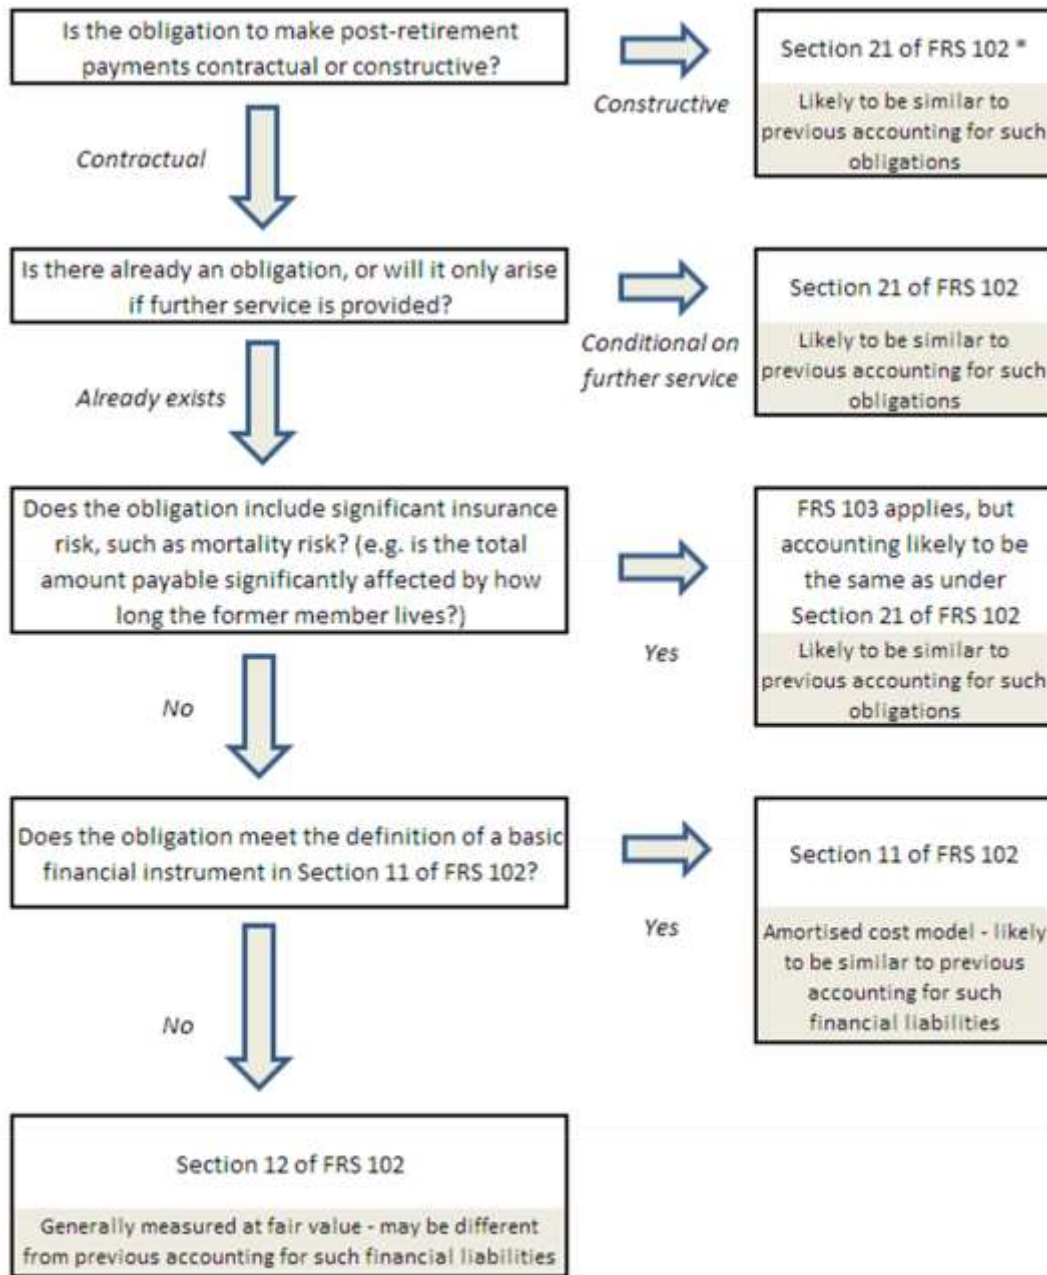 Is the obligation to make post-retirement
payments contractual or constructive?
Constructive
Section 21 of FRS 102 *
Likely to be similar to
previous accounting for such
obligations
Contractual
Is there already an obligation, or will it only arise
if further service is provided?
Conditional on
further service
Section 21 of FRS 102
Likely to be similar to
previous accounting for such
obligations
Already exists
Does the obligation include significant insurance
risk, such as mortality risk? (e.g. is the total
amount payable significantly affected by how
long the former member lives?)
Yes
FRS 103 applies, but
accounting likely to be
the same as under
Section 21 of FRS 102
Likely to be similar to
previous accounting for such
obligations
No
Does the obligation meet the definition of a basic
financial instrument in Section 11 of FRS 102?
Yes
Section 11 of FRS 102
Amortised cost model - likely
to be similar to previous
accounting for such
financial liabilities
No
Section 12 of FRS 102
Generally measured at fair value - may be different
from previous accounting for such financial liabilities